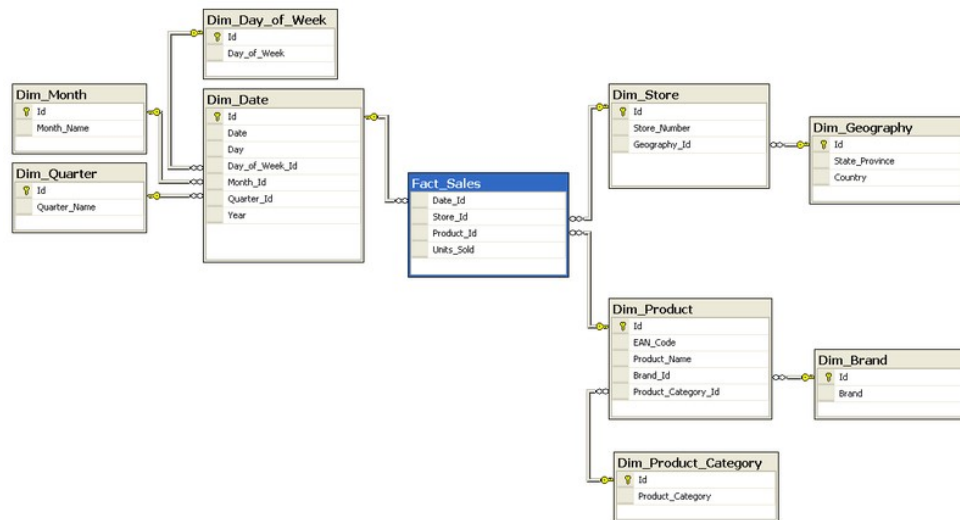 Dim_Day_of_Week
Id
Day_of_Week
Dim_Month
Id
Month_Name
Dim_Quarter
Id
Quarter_Name
Dim_Date
Id
Date
Day
Day_of_Week_Id
Month_Id
Quarter_Id
Year
Fact_Sales
Date_Id
Store_Id
Product_Id
Units_Sold
Dim_Store
Id
Store_Number
Geography_Id
Dim_Geography
Id
State_Province
Country
Dim_Product
Id
EAN_Code
Product_Name
Brand_Id
Product_Category_Id
Dim_Brand
Id
Brand
Dim_Product_Category
Id
Product_Category